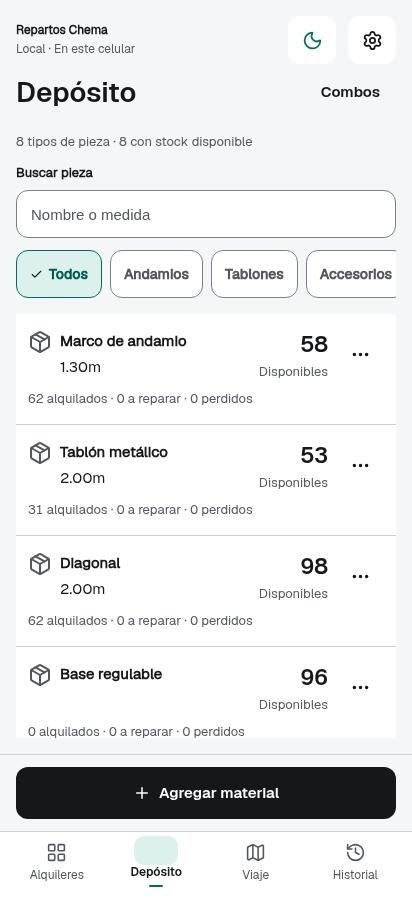 Repartos Chema
Local · En este celular
Depósito
Combos
8 tipos de pieza · 8 con stock disponible
Buscar pieza
Nombre o medida
Todos
Andamios
Tablones
Accesorios
Marco de andamio
58
1.30m
Disponibles
62 alquilados · 0 a reparar · 0 perdidos
Tablón metálico
53
2.00m
Disponibles
31 alquilados · 0 a reparar · 0 perdidos
Diagonal
98
2.00m
Disponibles
62 alquilados · 0 a reparar · 0 perdidos
Base regulable
96
Disponibles
0 alquilados · 0 a reparar · 0 perdidos
Agregar material
Alquileres
Depósito
Viaje
Historial